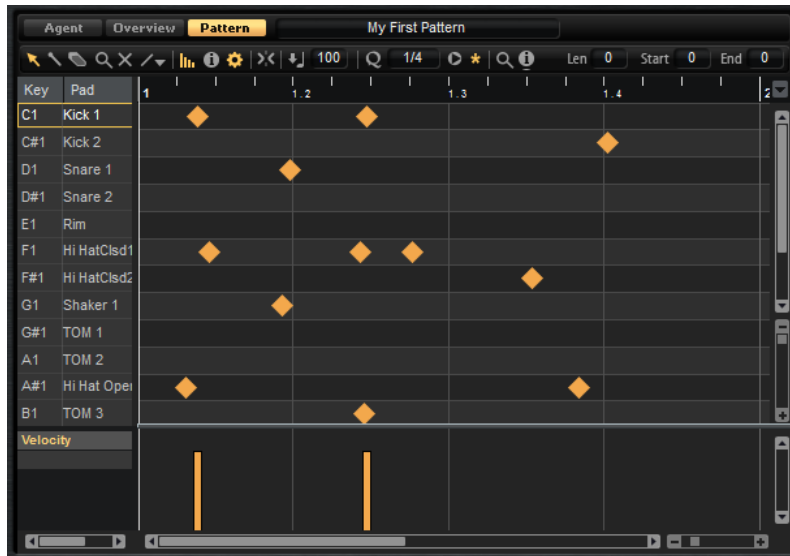 Agent Overview Pattern My First Pattern
100 Q 1/4 Len 0 Start 0 End 0
Key Pad 1 1.2 1.3 1.4 2
C1 Kick 1
C#1 Kick 2
D1 Snare 1
D#1 Snare 2
E1 Rim
F1 Hi HatClsd1
F#1 Hi HatClsd2
G1 Shaker 1
G#1 TOM 1
A1 TOM 2
A#1 Hi Hat Oper
B1 TOM 3
Velocity